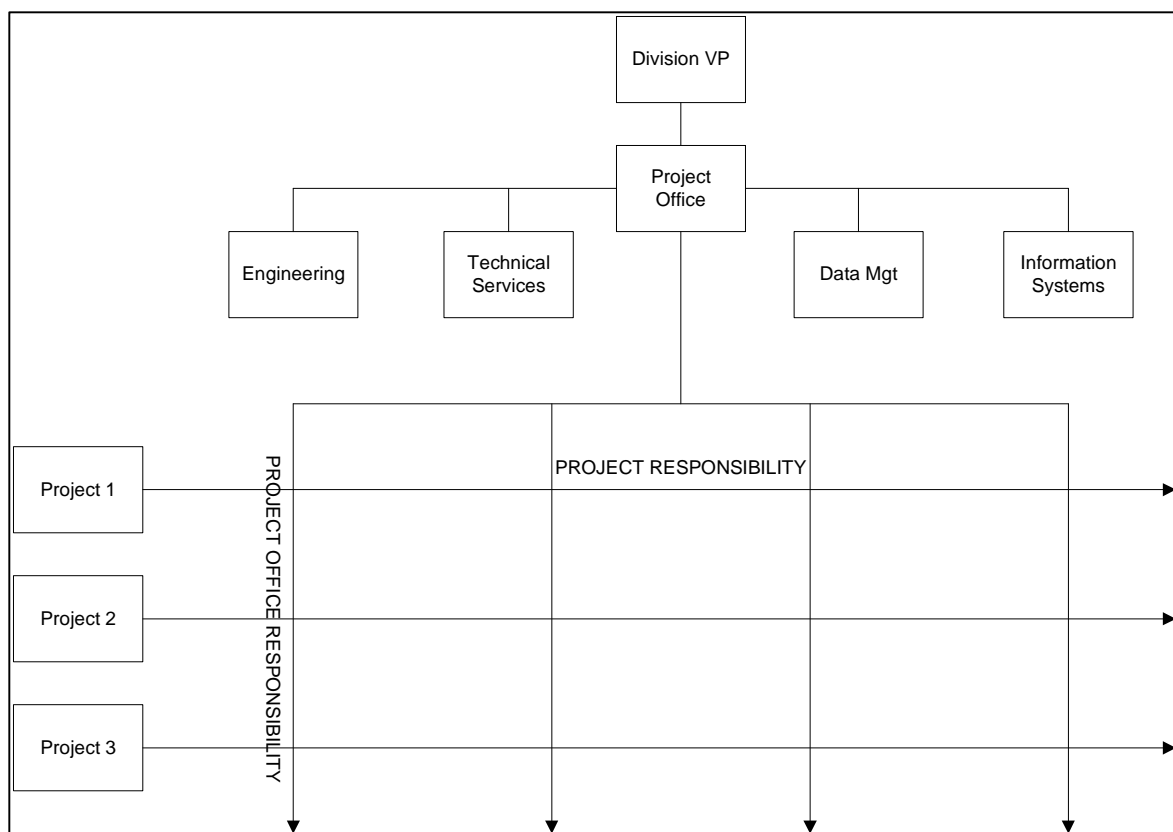 Division VP
Project
Office
Engineering
Technical
Services
Data Mgt
Information
Systems
PROJECT RESPONSIBILITY
PROJECT OFFICE RESPONSIBILITY
Project 1
Project 2
Project 3